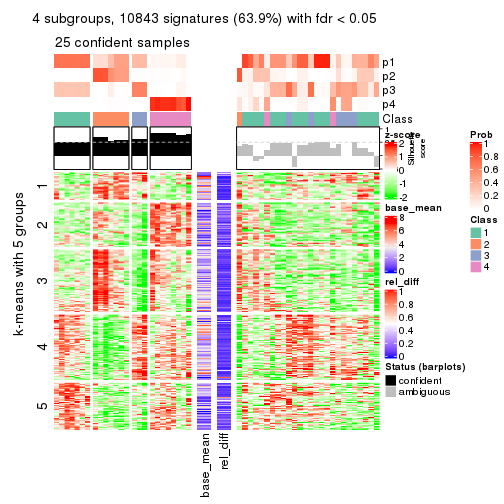 4 subgroups, 10843 signatures (63.9%) with fdr < 0.05
25 confident samples
p1
p2
p3
p4
Class
1
Silhouette
score
z-score
2
1
0
-1
-2
base_mean
8
6
4
2
0
rel_diff
1
0.8
0.6
0.4
0.2
0
Status (barplots)
confident
ambiguous
Prob
1
0.8
0.6
0.4
0.2
0
Class
1
2
3
4
k-means with 5 groups
1
2
3
4
5
base_mean
rel_diff